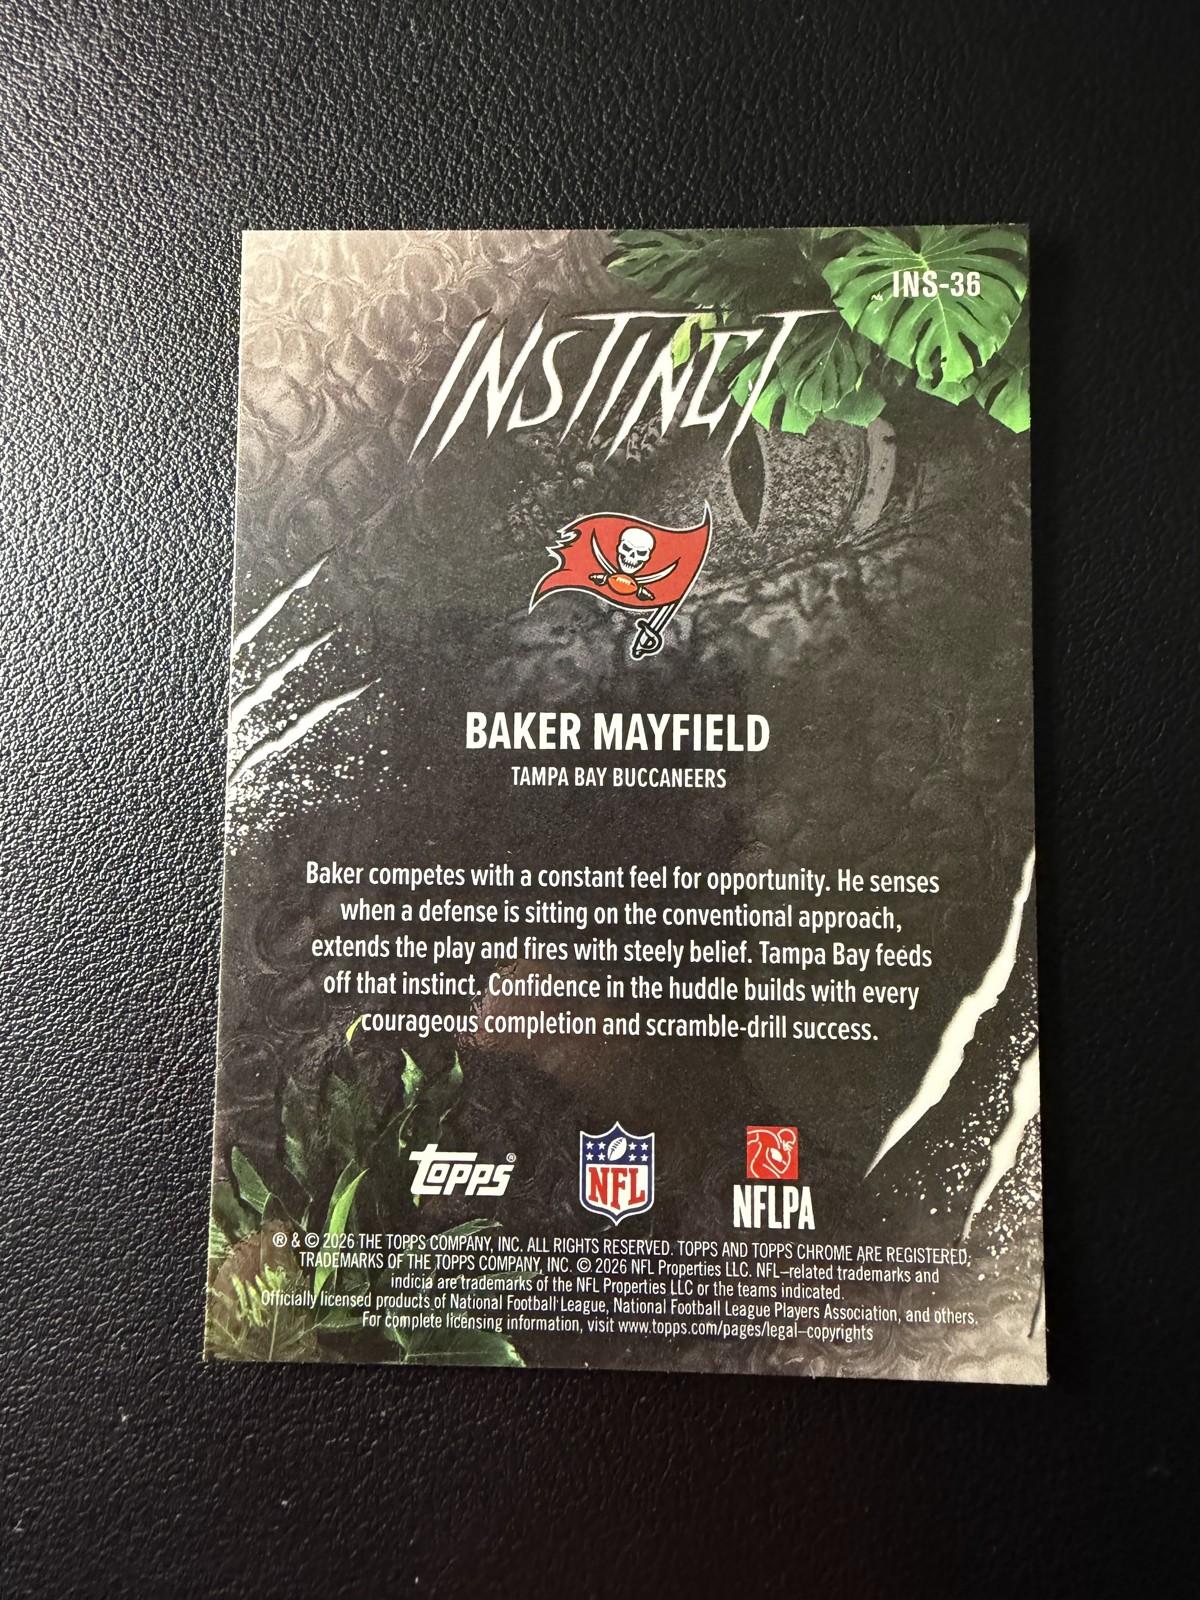 INS-36
INSTINCT
BAKER MAYFIELD
TAMPA BAY BUCCANEERS
Baker competes with a constant feel for opportunity. He senses
when a defense is sitting on the conventional approach,
extends the play and fires with steely belief. Tampa Bay feeds
off that instinct. Confidence in the huddle builds with every
courageous completion and scramble-drill success.
topps® NFL NFLPA
® & © 2026 THE TOPPS COMPANY, INC. ALL RIGHTS RESERVED. TOPPS AND TOPPS CHROME ARE REGISTERED;
TRADEMARKS OF THE TOPPS COMPANY, INC. © 2026 NFL Properties LLC. NFL-related trademarks and
indicia are trademarks of the NFL Properties LLC or the teams indicated.
Officially licensed products of National Football League, National Football League Players Association, and others.
For complete licensing information, visit www.topps.com/pages/legal-copyrights